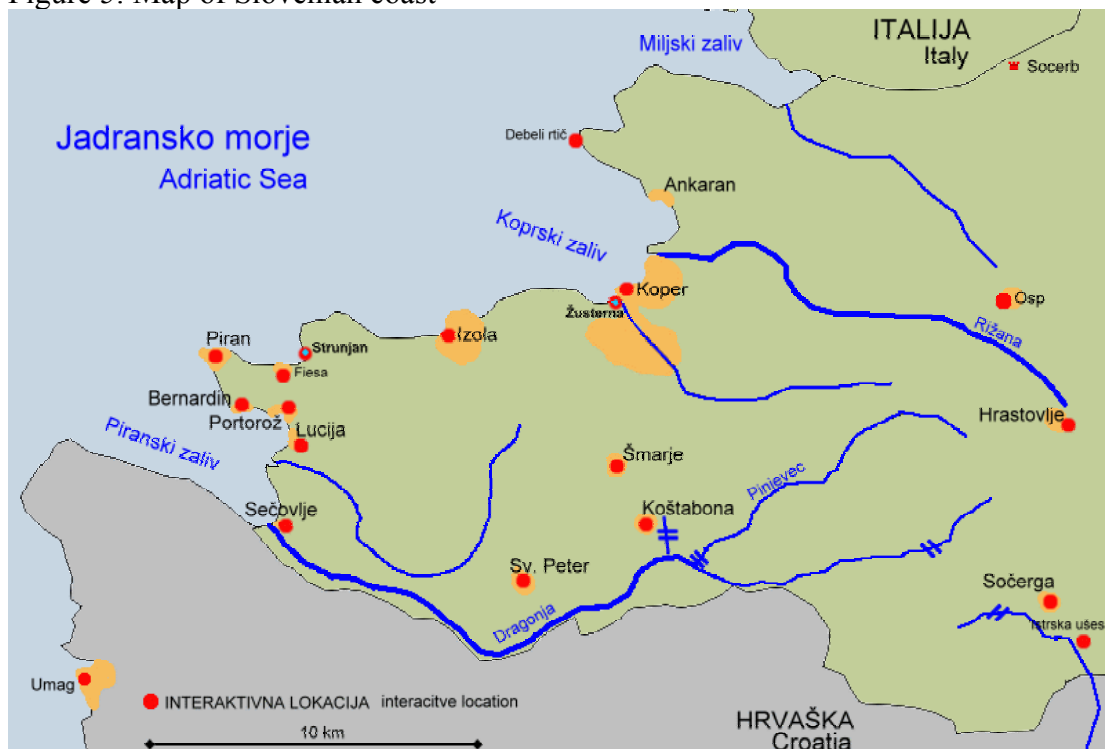 Figure 3: Map of Slovenian coast
ITALIJA
Italy
Miljski zaliv
Socerb
Jadransko morje
Adriatic Sea
Debeli rtič
Ankaran
Koprski zaliv
Koper
Žusterna
Osp
Rižana
Izola
Piran
Strunjan
Fiesa
Bernardin
Portorož
Hrastovlje
Lucija
Piranski zaliv
Šmarje
Pinjevec
Sečovlje
Koštabona
Sv. Peter
Sočerga
Dragonja
Istrska ušes
Umag
INTERAKTIVNA LOKACIJA interacitve location
10 km
HRVAŠKA
Croatia